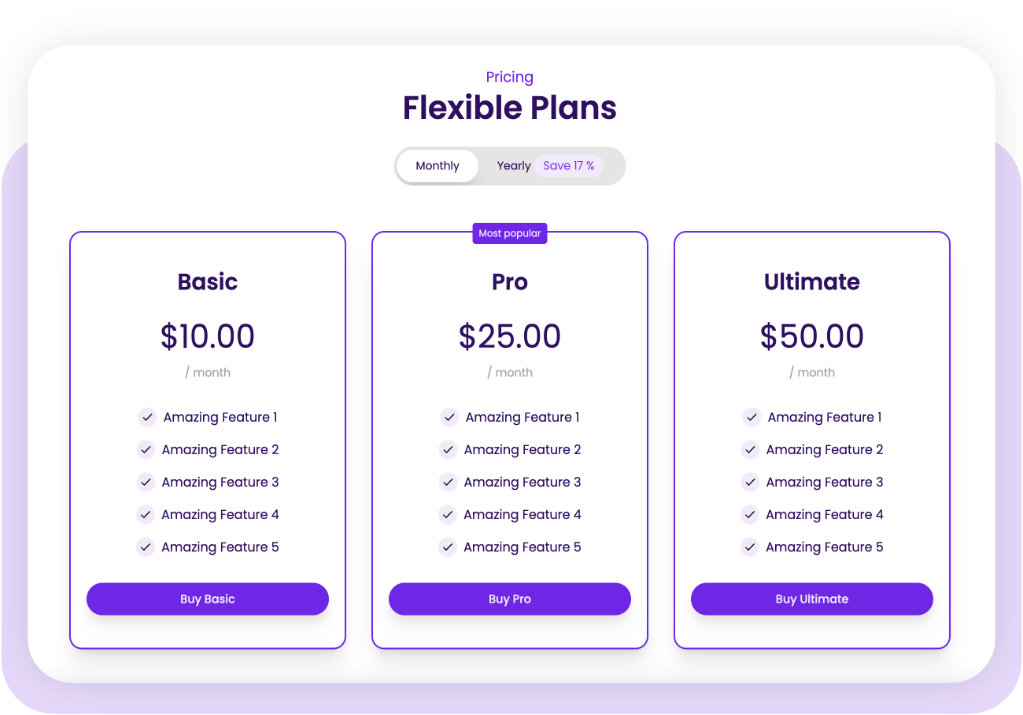 Pricing
Flexible Plans
Monthly Yearly Save 17 %
Basic
$10.00
/ month
Amazing Feature 1
Amazing Feature 2
Amazing Feature 3
Amazing Feature 4
Amazing Feature 5
Buy Basic
Most popular
Pro
$25.00
/ month
Amazing Feature 1
Amazing Feature 2
Amazing Feature 3
Amazing Feature 4
Amazing Feature 5
Buy Pro
Ultimate
$50.00
/ month
Amazing Feature 1
Amazing Feature 2
Amazing Feature 3
Amazing Feature 4
Amazing Feature 5
Buy Ultimate